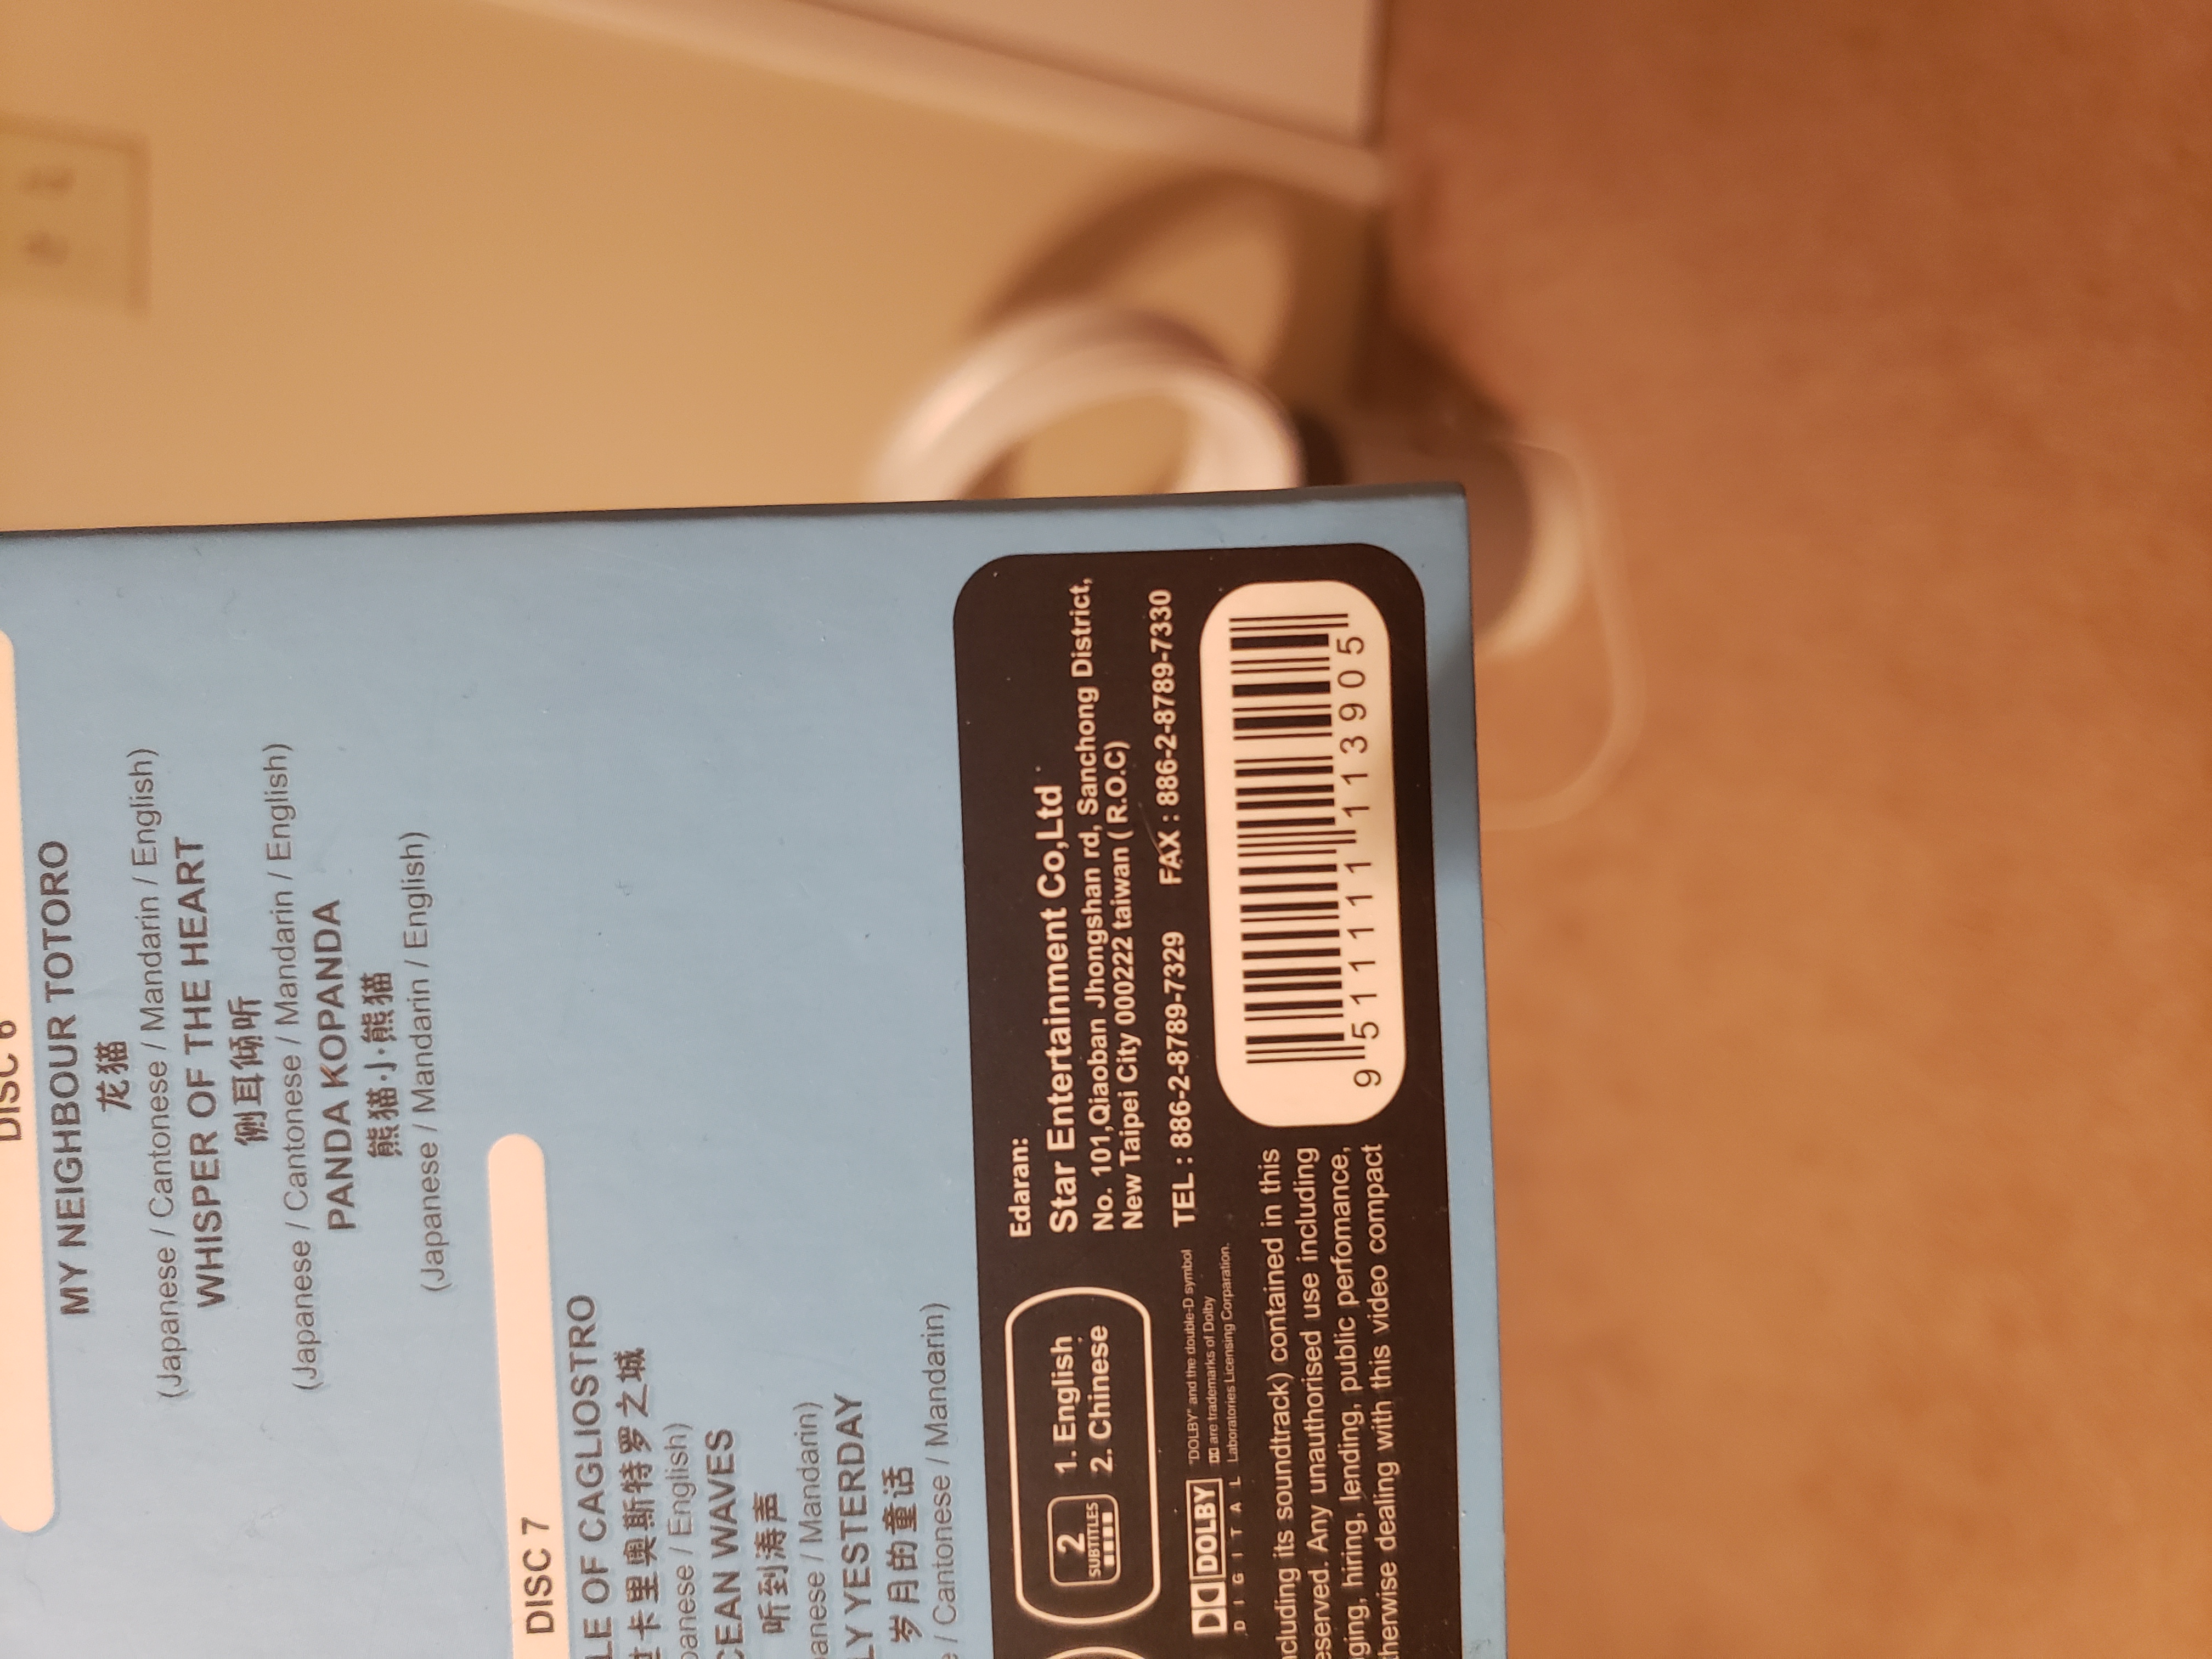 DISC 6
MY NEIGHBOUR TOTORO
龙猫
(Japanese / Cantonese / Mandarin / English)
WHISPER OF THE HEART
侧耳倾听
(Japanese / Cantonese / Mandarin / English)
PANDA KOPANDA
熊猫·小·熊猫
(Japanese / Mandarin / English)
DISC 7
LE OF CAGLIOSTRO
世卡里奥斯特罗之城
panese / English)
CEAN WAVES
听到涛声
anese / Mandarin)
LY YESTERDAY
岁月的童话
e / Cantonese / Mandarin)
2 SUBTITLES
1. English
2. Chinese
Edaran:
Star Entertainment Co,Ltd
No. 101,Qiaoban Jhongshan rd, Sanchong District,
New Taipei City 000222 taiwan ( R.O.C)
TEL : 886-2-8789-7329 FAX : 886-2-8789-7330
DOLBY
DIGITAL
"DOLBY" and the double-D symbol
are trademarks of Dolby
Laboratories Licensing Corparation.
ncluding its soundtrack) contained in this
eserved. Any unauthorised use including
ging, hiring, lending, public perfomance,
herwise dealing with this video compact
9 511111 113905